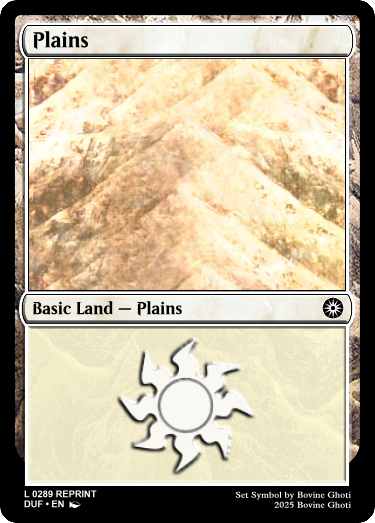 Plains
Basic Land — Plains
L 0289 REPRINT
DUF • EN
Set Symbol by Bovine Ghoti
2025 Bovine Ghoti